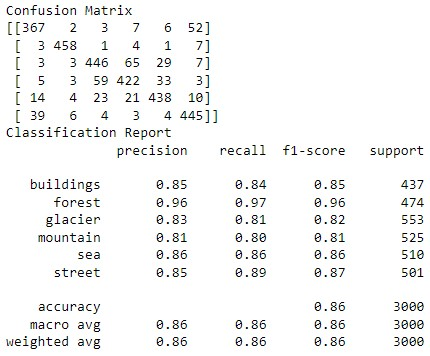 Confusion Matrix
[[367 2 3 7 6 52]
[ 3 458 1 4 1 7]
[ 3 3 446 65 29 7]
[ 5 3 59 422 33 3]
[ 14 4 23 21 438 10]
[ 39 6 4 3 4 445]]
Classification Report
precision recall f1-score support
buildings 0.85 0.84 0.85 437
forest 0.96 0.97 0.96 474
glacier 0.83 0.81 0.82 553
mountain 0.81 0.80 0.81 525
sea 0.86 0.86 0.86 510
street 0.85 0.89 0.87 501
accuracy 0.86 3000
macro avg 0.86 0.86 0.86 3000
weighted avg 0.86 0.86 0.86 3000